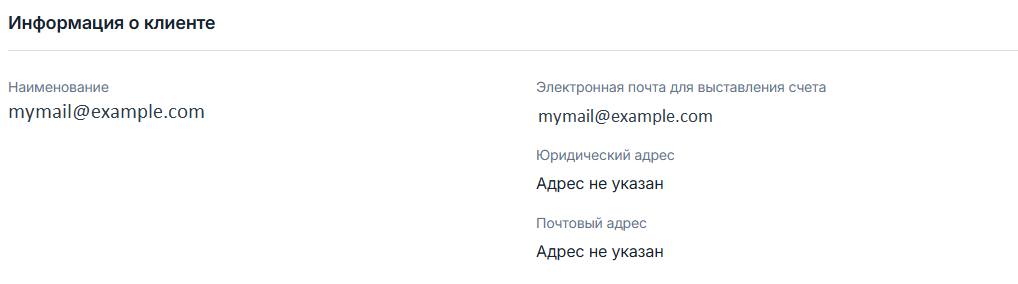 Информация о клиенте
Наименование
mymail@example.com
Электронная почта для выставления счета
mymail@example.com
Юридический адрес
Адрес не указан
Почтовый адрес
Адрес не указан